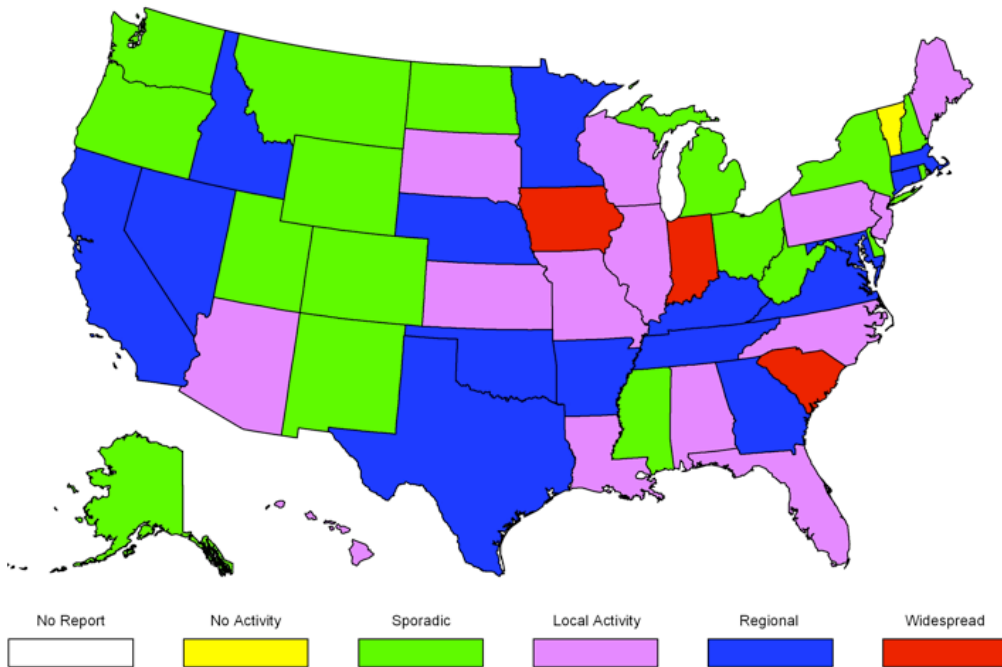 No Report
No Activity
Sporadic
Local Activity
Regional
Widespread